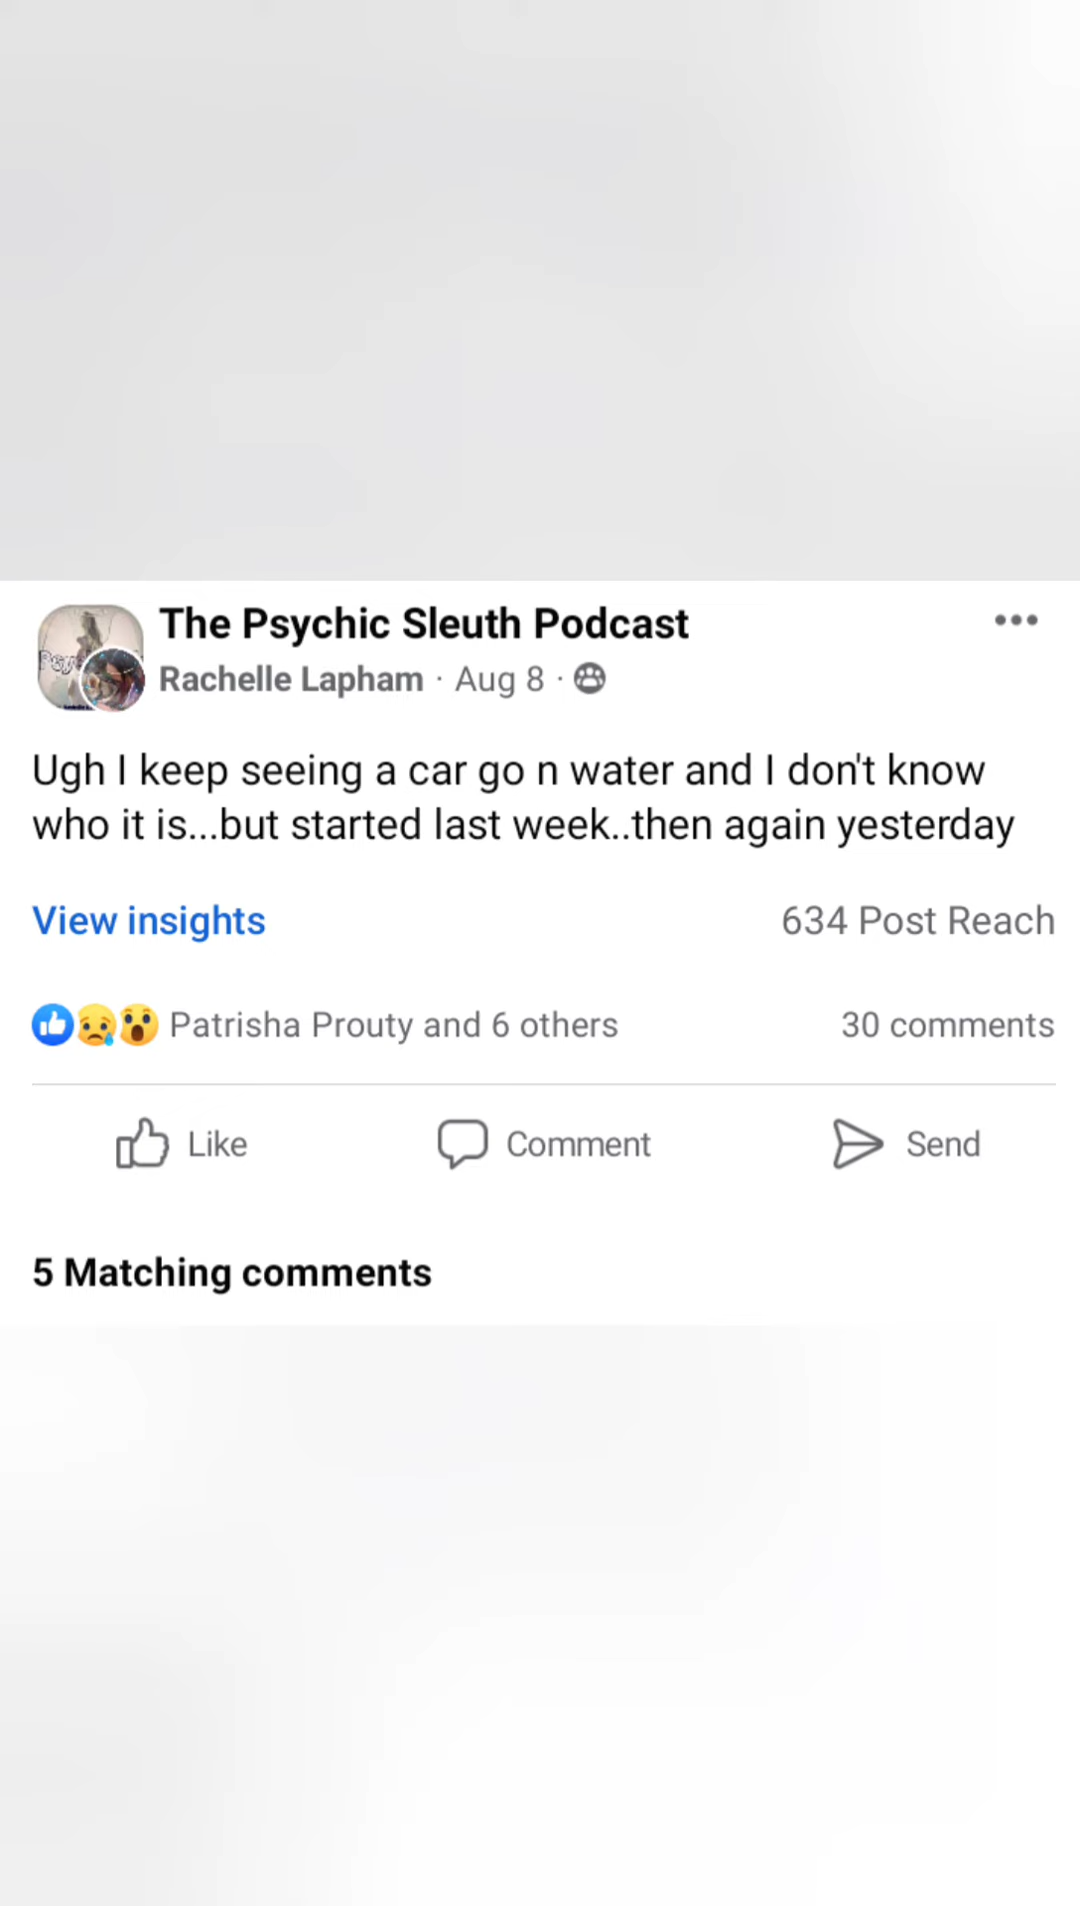 The Psychic Sleuth Podcast
Rachelle Lapham · Aug 8 ·
Ugh I keep seeing a car go n water and I don't know
who it is...but started last week..then again yesterday
View insights
634 Post Reach
Patrisha Prouty and 6 others
30 comments
Like
Comment
Send
5 Matching comments